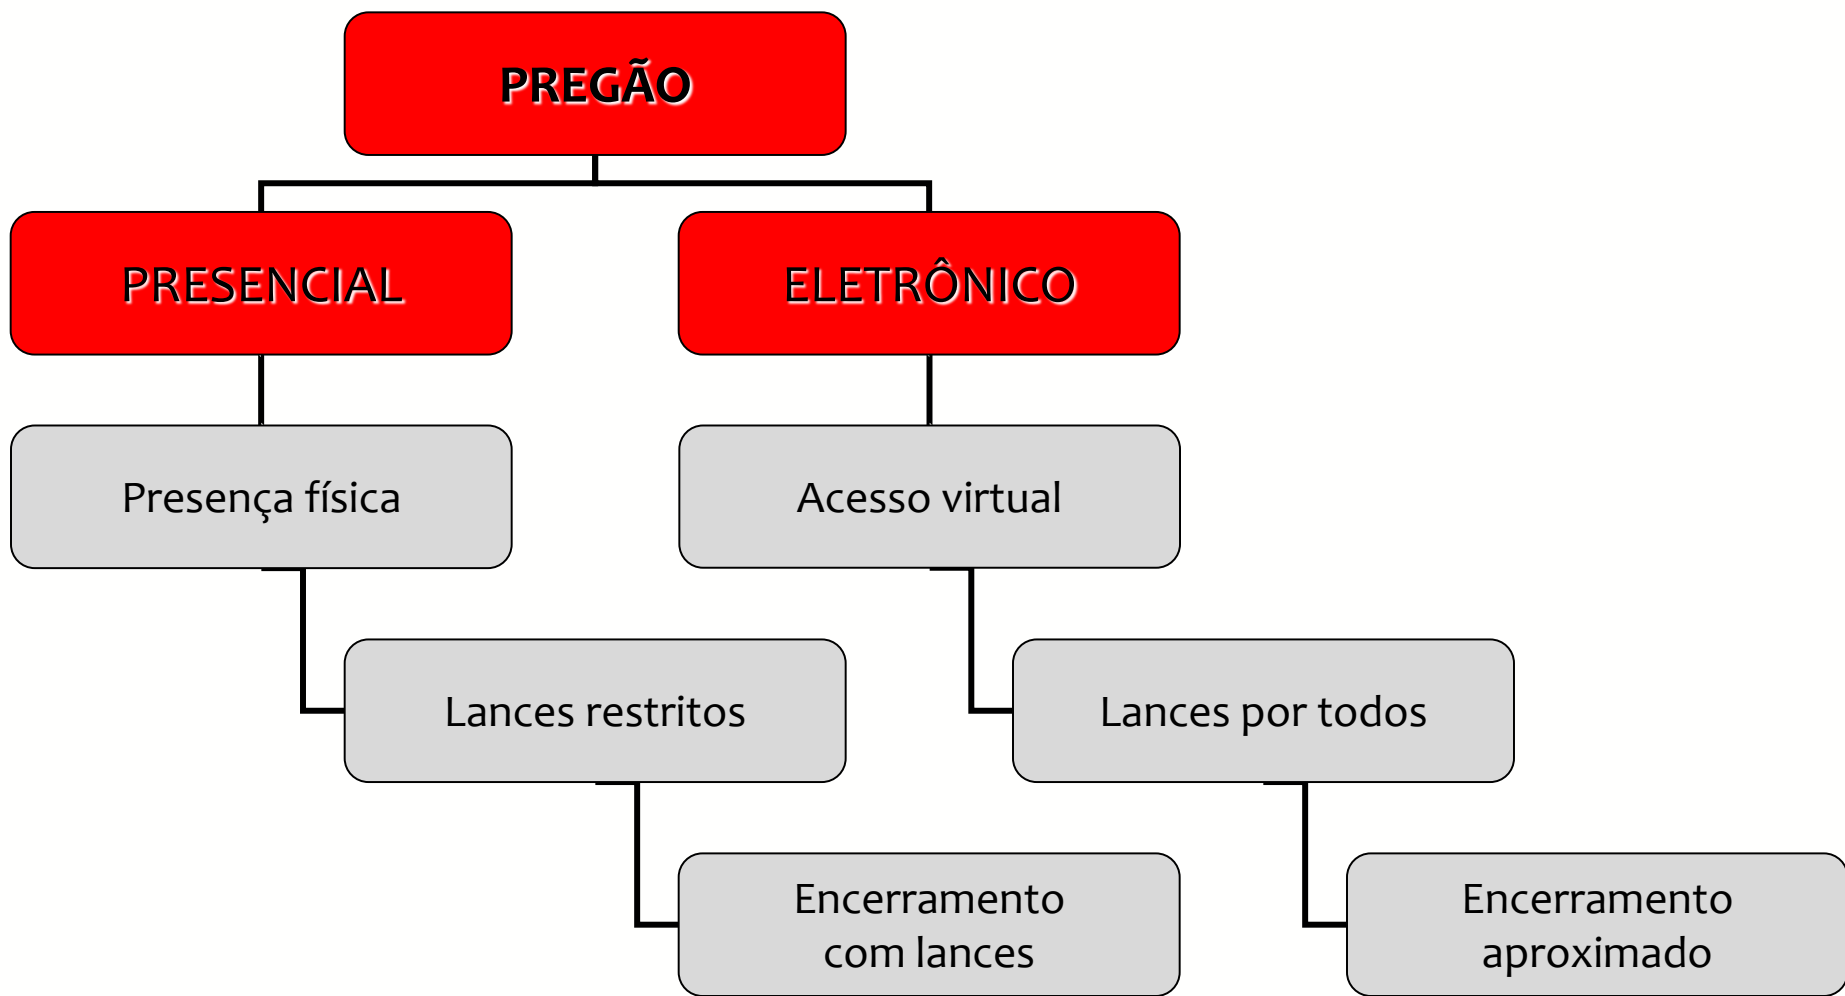 PREGÃO
PRESENCIAL
ELETRÔNICO
Presença física
Acesso virtual
Lances restritos
Lances por todos
Encerramento
com lances
Encerramento
aproximado